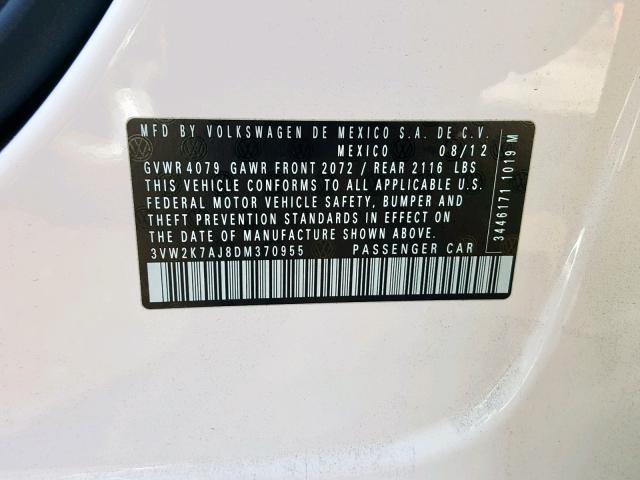 MFD BY VOLKSWAGEN DE MEXICO S.A. DE C.V.
MEXICO 08/12
GVWR 4079 GAWR FRONT 2072 / REAR 2116 LBS
THIS VEHICLE CONFORMS TO ALL APPLICABLE U.S.
FEDERAL MOTOR VEHICLE SAFETY, BUMPER AND
THEFT PREVENTION STANDARDS IN EFFECT ON
THE DATE OF MANUFACTURE SHOWN ABOVE.
3VW2K7AJ8DM370955 PASSENGER CAR
3446171 1019 M